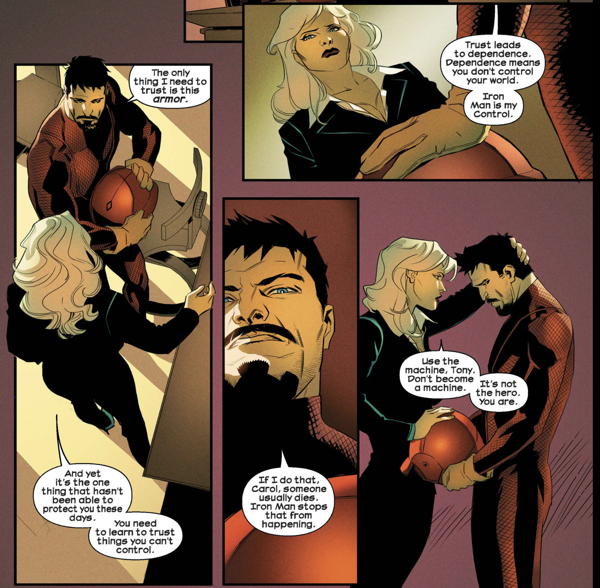 The only
thing I need to
trust is this
armor.
And yet
it's the one
thing that hasn't
been able to
protect you these
days.
You need
to learn to trust
things you can't
control.
Trust leads
to dependence.
Dependence means
you don't control
your world.
Iron
Man is my
Control.
If I do that,
Carol, someone
usually dies.
Iron Man stops
that from
happening.
Use the
machine, Tony.
Don't become
a machine.
It's not
the hero.
You are.